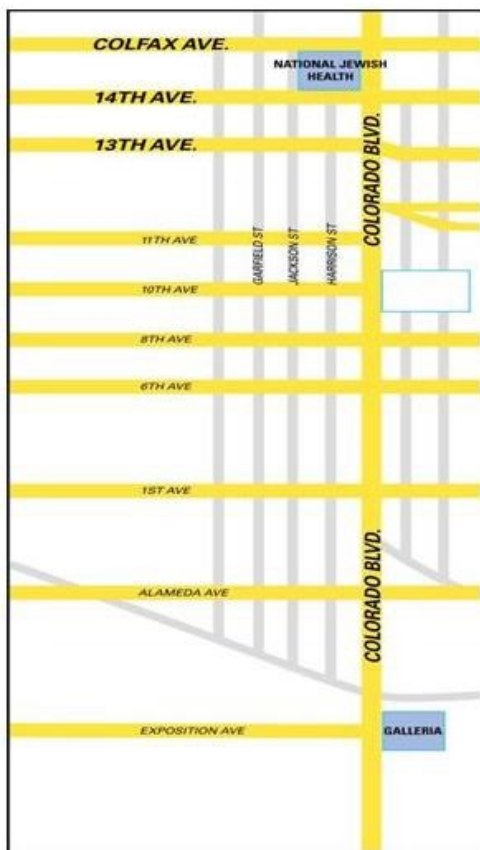 COLFAX AVE.
NATIONAL JEWISH
HEALTH
14TH AVE.
13TH AVE.
COLORADO BLVD.
11TH AVE
GARFIELD ST
JACKSON ST
HARRISON ST
10TH AVE
8TH AVE
6TH AVE
1ST AVE
COLORADO BLVD.
ALAMEDA AVE
EXPOSITION AVE
GALLERIA